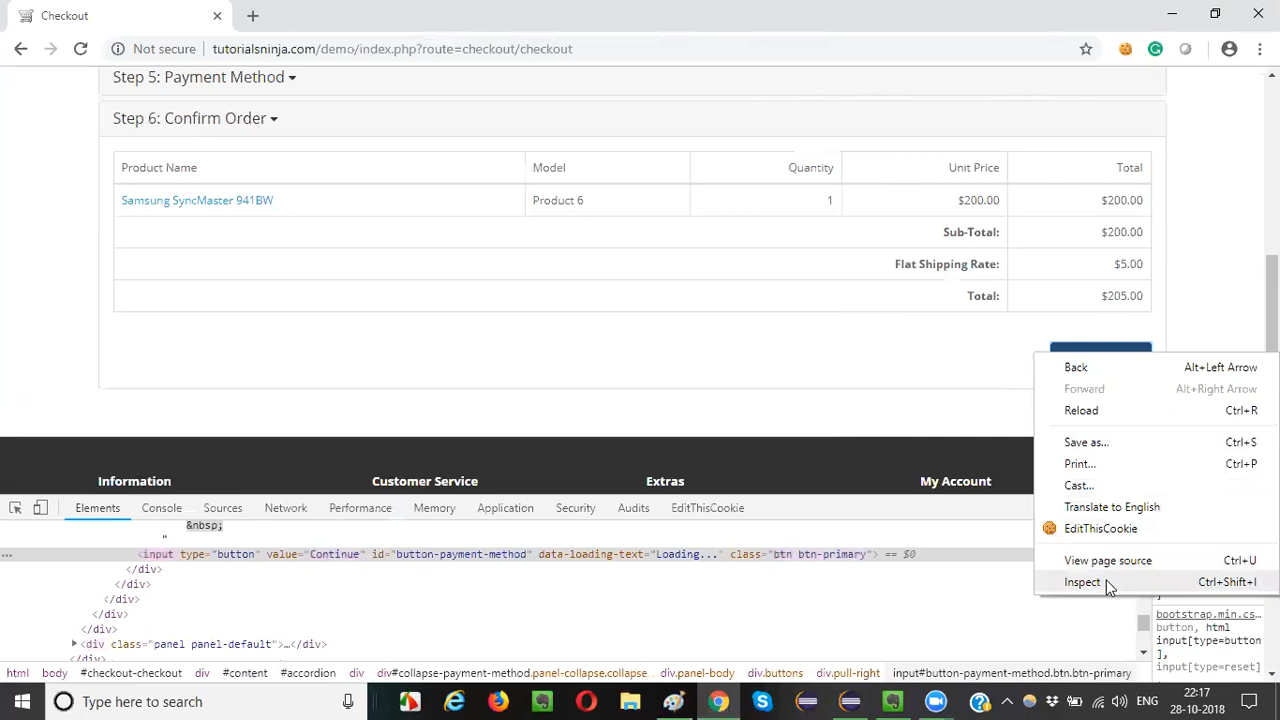 Checkout
Not secure
tutorialsninja.com/demo/index.php?route=checkout/checkout
Step 5: Payment Method
Step 6: Confirm Order
Product Name Model Quantity Unit Price Total
Samsung SyncMaster 941BW Product 6 1 $200.00 $200.00
Sub-Total: $200.00
Flat Shipping Rate: $5.00
Total: $205.00
Back Alt+Left Arrow
Forward Alt+Right Arrow
Reload Ctrl+R
Save as... Ctrl+S
Print... Ctrl+P
Cast...
Translate to English
EditThisCookie
View page source Ctrl+U
Inspect Ctrl+Shift+I
Information Customer Service Extras My Account
Elements Console Sources Network Performance Memory Application Security Audits EditThisCookie
&nbsp;
"
<input type="button" value="Continue" id="button-payment-method" data-loading-text="Loading..." class="btn btn-primary"> == $0
</div>
</div>
</div>
</div>
</div>
<div class="panel panel-default">…</div>
</div>
bootstrap.min.cs…
button, html
input[type=button
],
input[type=reset]
html body #checkout-checkout div #content #accordion div div#collapse-payment-method.panel-collapse.collapse div.panel-body div.buttons div.pull-right input#button-payment-method.btn.btn-primary
Type here to search
ENG
22:17
28-10-2018